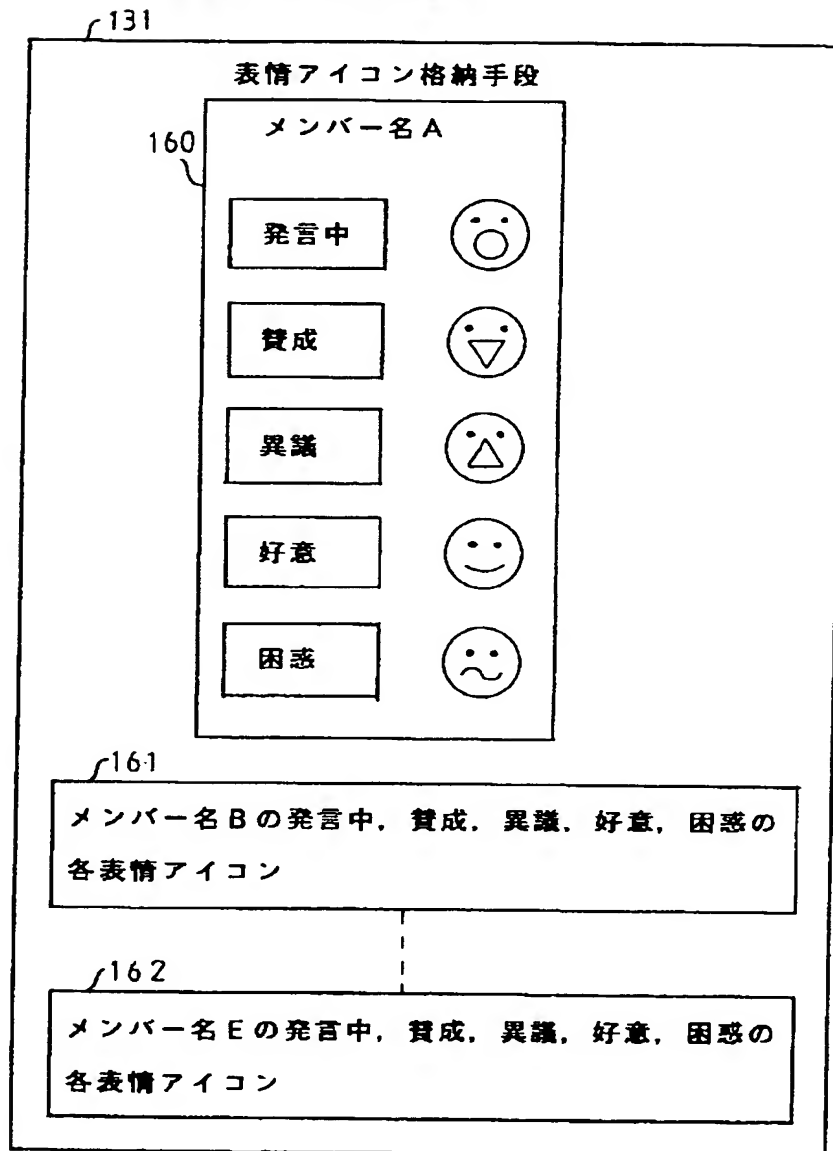 131
表情アイコン格納手段
160
メンバー名A
発言中
賛成
異議
好意
困惑
161
メンバー名Bの発言中，賛成，異議，好意，困惑の
各表情アイコン
162
メンバー名Eの発言中，賛成，異議，好意，困惑の
各表情アイコン